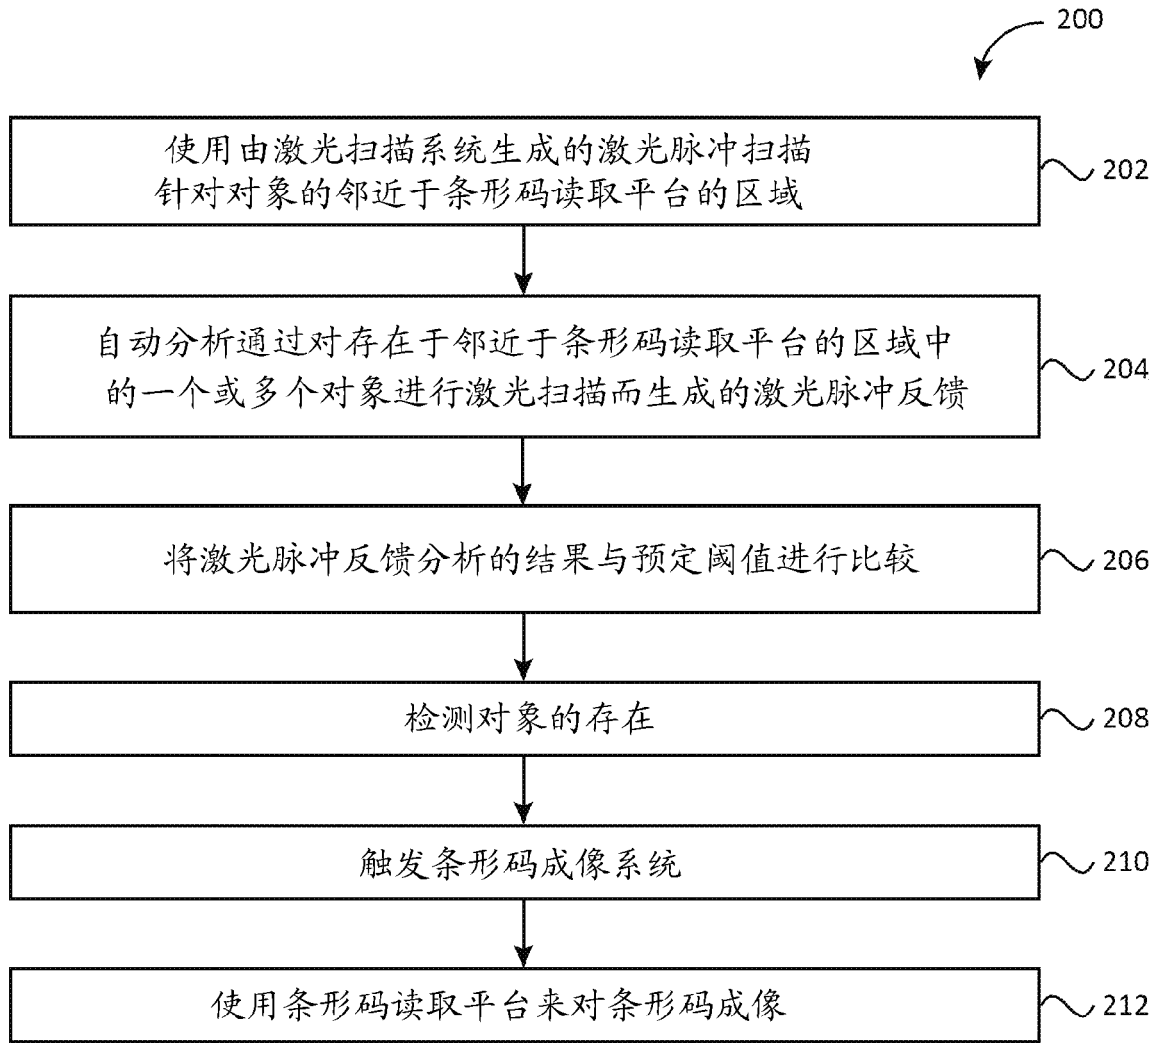 200
使用由激光扫描系统生成的激光脉冲扫描
针对对象的邻近于条形码读取平台的区域
202
自动分析通过对存在于邻近于条形码读取平台的区域中
的一个或多个对象进行激光扫描而生成的激光脉冲反馈
204
将激光脉冲反馈分析的结果与预定阈值进行比较
206
检测对象的存在
208
触发条形码成像系统
210
使用条形码读取平台来对条形码成像
212